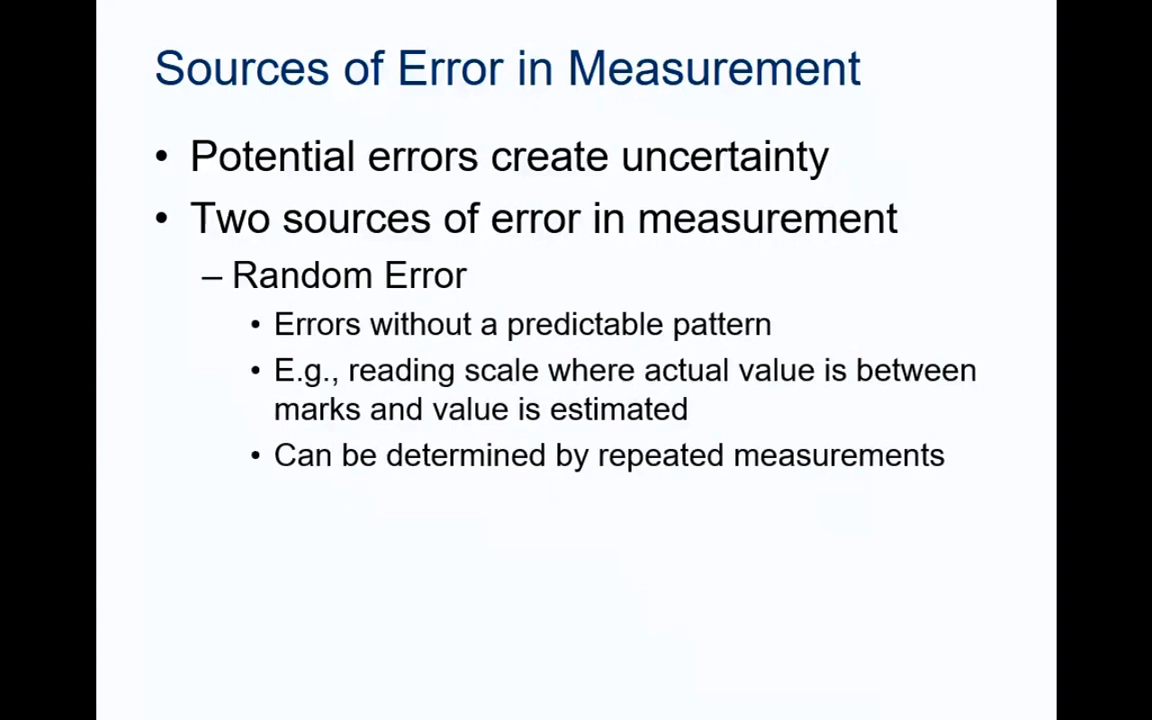 Sources of Error in Measurement
• Potential errors create uncertainty
• Two sources of error in measurement
– Random Error
• Errors without a predictable pattern
• E.g., reading scale where actual value is between
marks and value is estimated
• Can be determined by repeated measurements